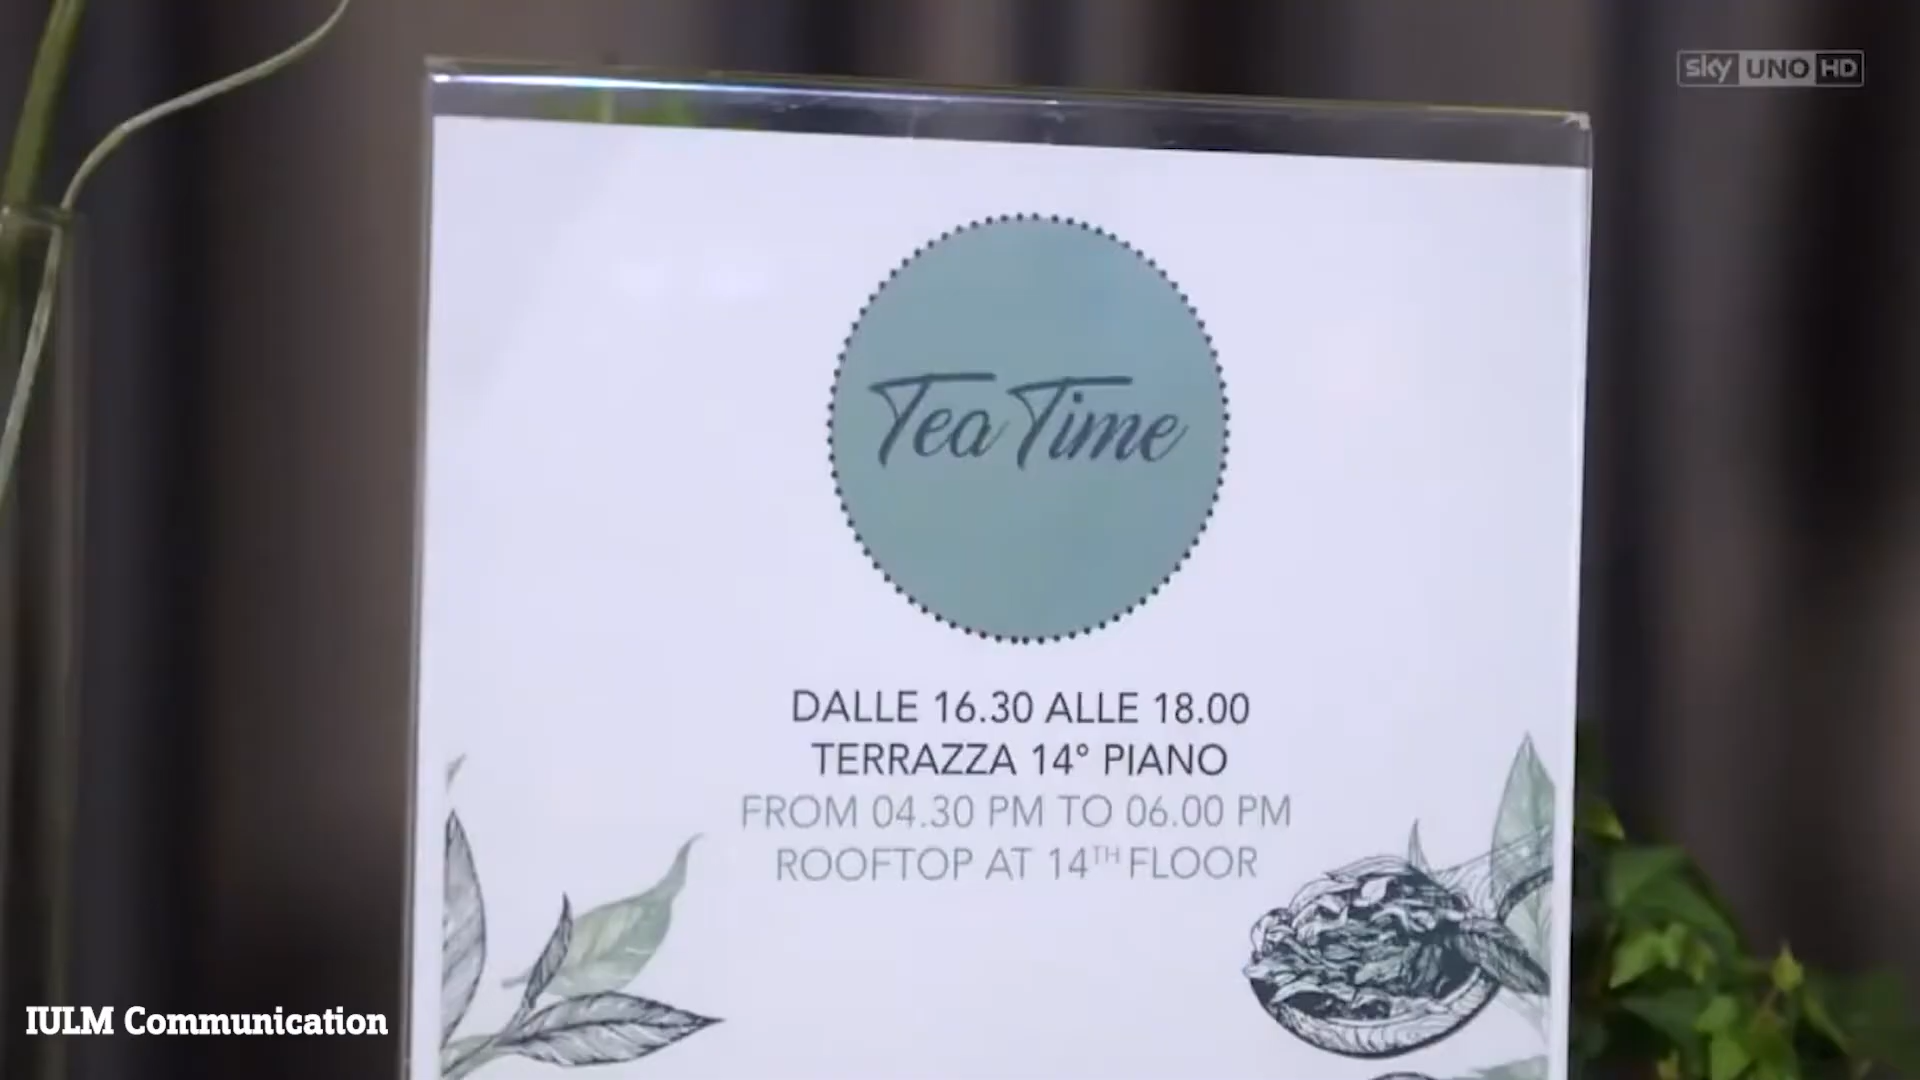 sky UNO HD
Tea Time
DALLE 16.30 ALLE 18.00
TERRAZZA 14° PIANO
FROM 04.30 PM TO 06.00 PM
ROOFTOP AT 14TH FLOOR
IULM Communication